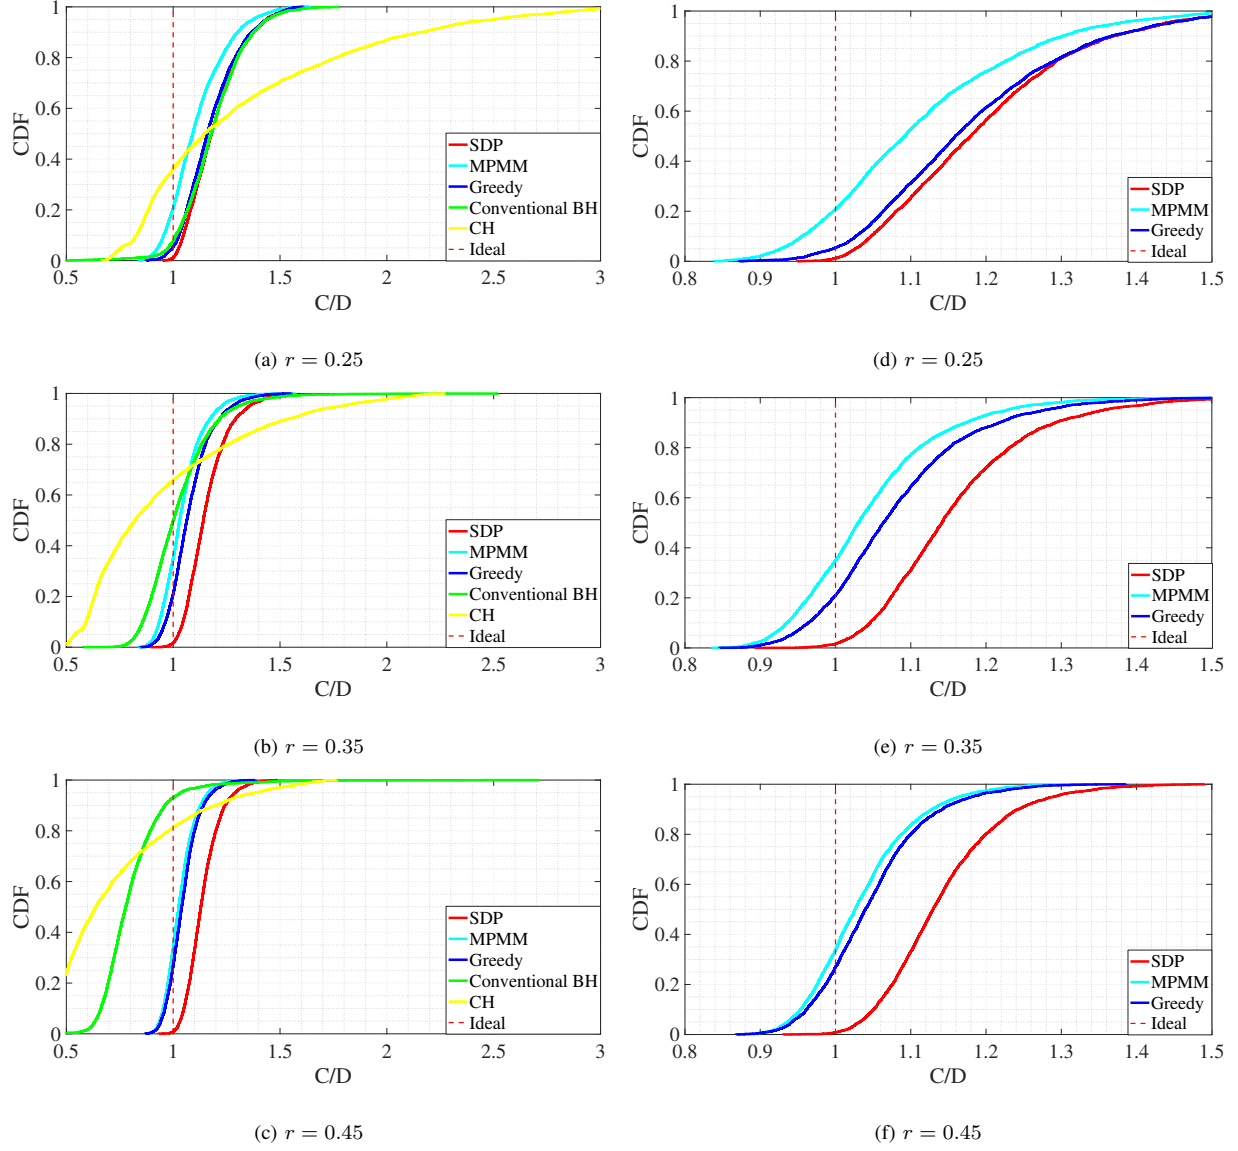 CDF
1
0.8
0.6
0.4
0.2
0
0.5 1 1.5 2 2.5 3
C/D
SDP
MPMM
Greedy
Conventional BH
CH
Ideal
(a) r = 0.25
CDF
1
0.8
0.6
0.4
0.2
0
0.8 0.9 1 1.1 1.2 1.3 1.4 1.5
C/D
SDP
MPMM
Greedy
Ideal
(d) r = 0.25
CDF
1
0.8
0.6
0.4
0.2
0
0.5 1 1.5 2 2.5 3
C/D
SDP
MPMM
Greedy
Conventional BH
CH
Ideal
(b) r = 0.35
CDF
1
0.8
0.6
0.4
0.2
0
0.8 0.9 1 1.1 1.2 1.3 1.4 1.5
C/D
SDP
MPMM
Greedy
Ideal
(e) r = 0.35
CDF
1
0.8
0.6
0.4
0.2
0
0.5 1 1.5 2 2.5 3
C/D
SDP
MPMM
Greedy
Conventional BH
CH
Ideal
(c) r = 0.45
CDF
1
0.8
0.6
0.4
0.2
0
0.8 0.9 1 1.1 1.2 1.3 1.4 1.5
C/D
SDP
MPMM
Greedy
Ideal
(f) r = 0.45